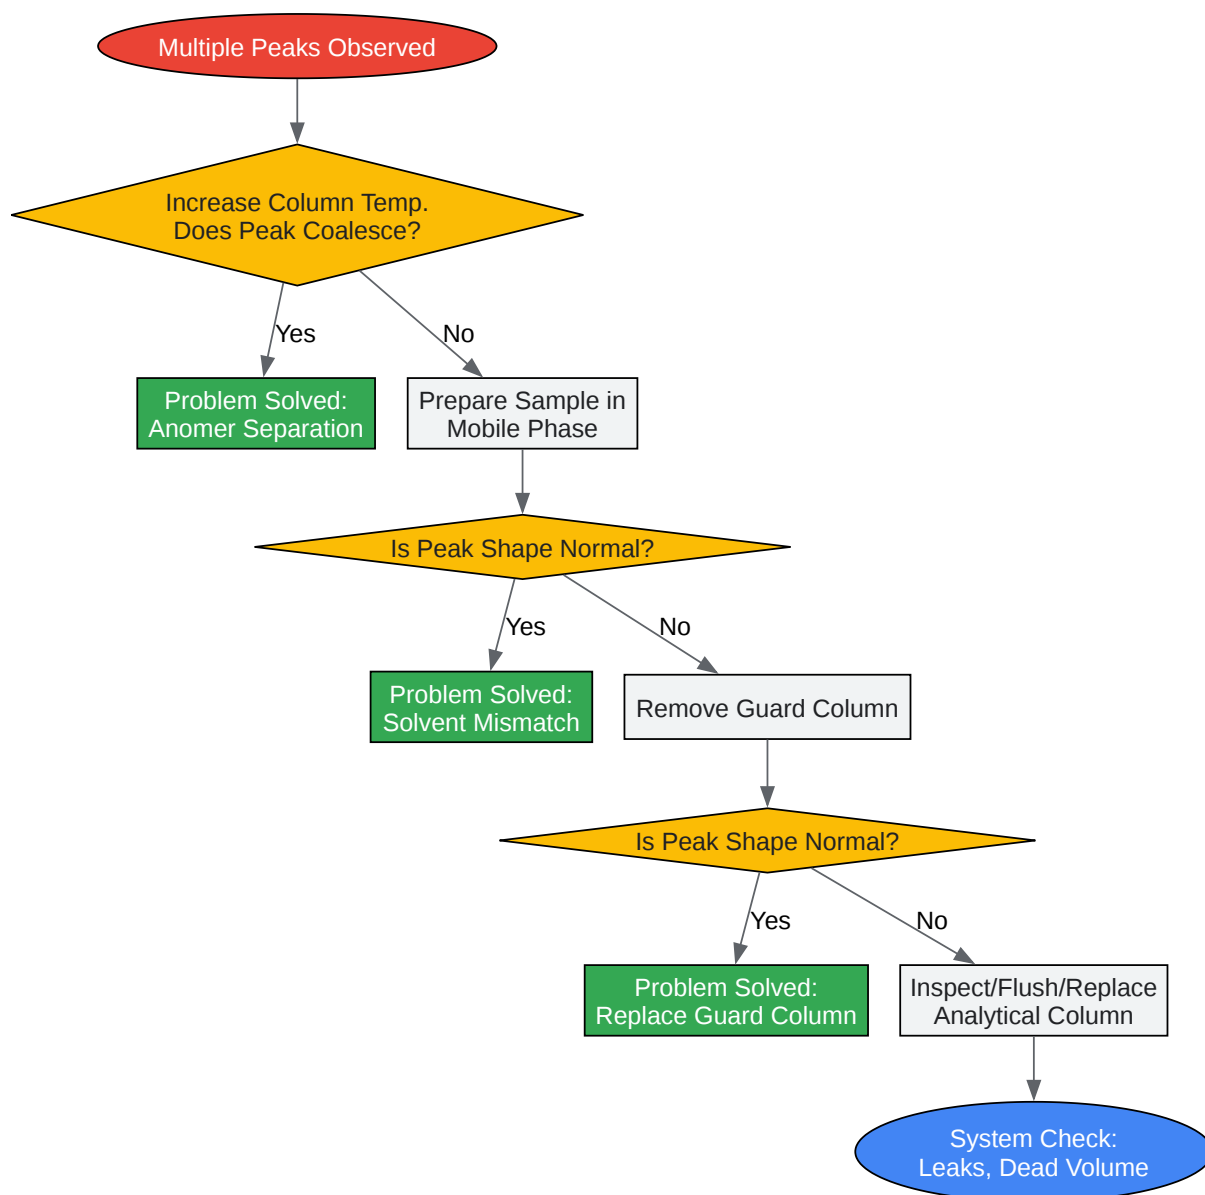 Multiple Peaks Observed
Increase Column Temp.
Does Peak Coalesce?
Yes
No
Problem Solved:
Anomer Separation
Prepare Sample in
Mobile Phase
Is Peak Shape Normal?
Yes
No
Problem Solved:
Solvent Mismatch
Remove Guard Column
Is Peak Shape Normal?
Yes
No
Problem Solved:
Replace Guard Column
Inspect/Flush/Replace
Analytical Column
System Check:
Leaks, Dead Volume